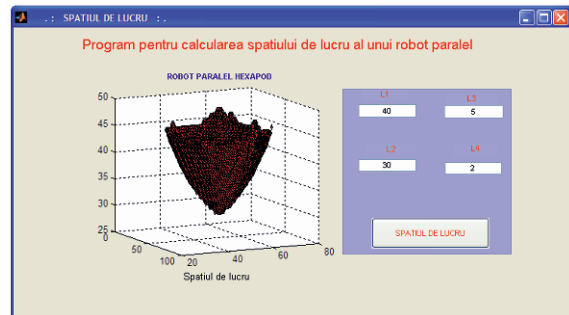 . : SPATIUL DE LUCRU : .
Program pentru calcularea spatiului de lucru al unui robot paralel
ROBOT PARALEL HEXAPOD
50
45
40
35
30
25
0
50
100
20
40
60
80
Spatiul de lucru
L1
L3
40
5
L2
L4
30
2
SPATIUL DE LUCRU